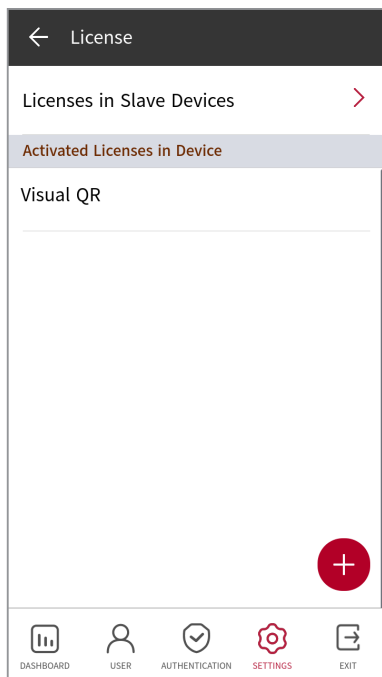 License
Licenses in Slave Devices
Activated Licenses in Device
Visual QR
DASHBOARD USER AUTHENTICATION SETTINGS EXIT